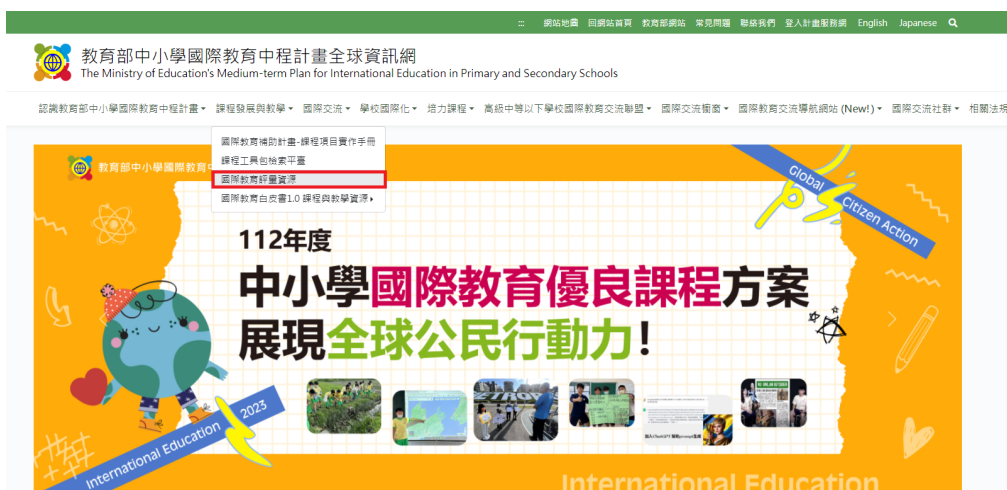 ::: 網站地圖 回網站首頁 教育部網站 常見問題 聯絡我們 登入計畫服務網 English Japanese
教育部中小學國際教育中程計畫全球資訊網
The Ministry of Education's Medium-term Plan for International Education in Primary and Secondary Schools
認識教育部中小學國際教育中程計畫 課程發展與教學 國際交流 學校國際化 培力課程 高級中等以下學校國際教育交流聯盟 國際交流櫥窗 國際教育交流導航網站 (New!) 國際交流社群 相關法規
國際教育補助計畫-課程項目實作手冊
課程工具包檢索平臺
國際教育評量資源
國際教育白皮書1.0 課程與教學資源
教育部中小學國際教育中
Global Citizen Action
112年度
中小學國際教育優良課程方案
展現全球公民行動力!
International Education 2023
International Education